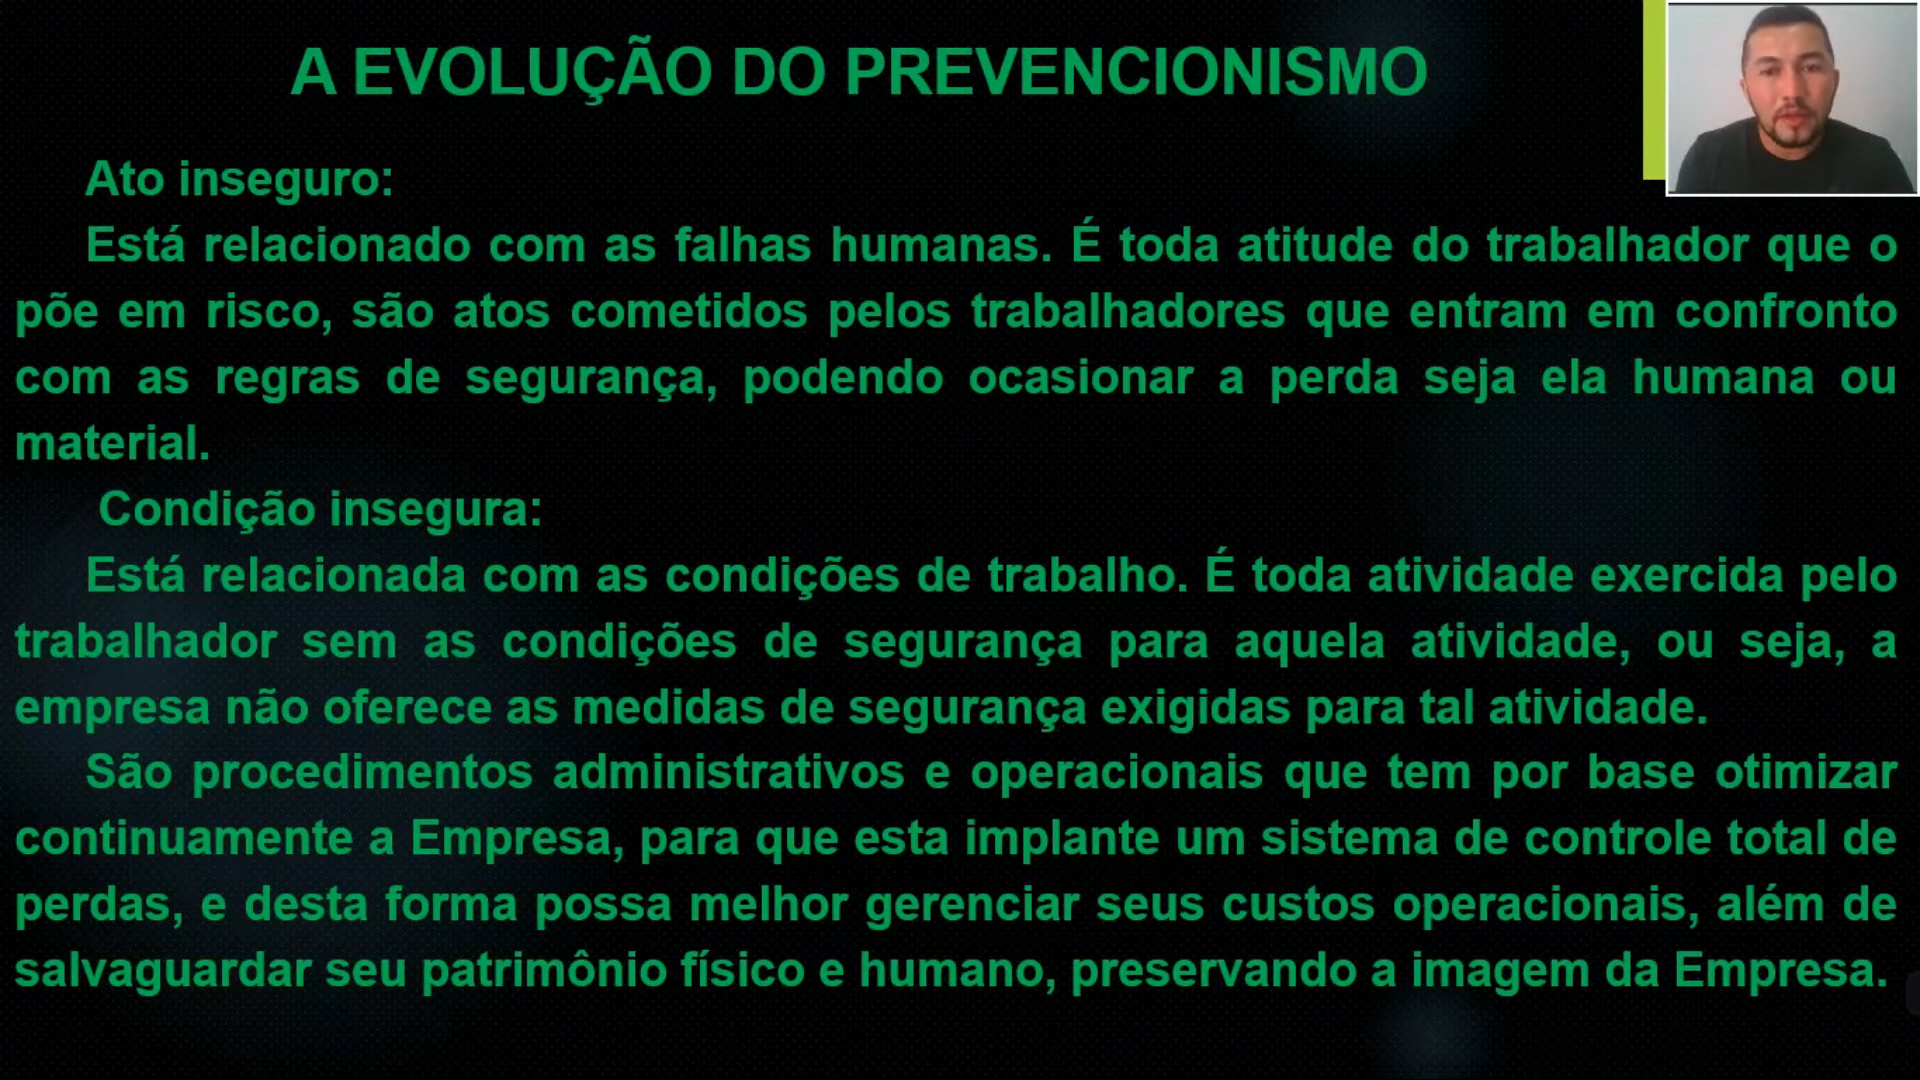 A EVOLUÇÃO DO PREVENCIONISMO
Ato inseguro:
Está relacionado com as falhas humanas. É toda atitude do trabalhador que o
põe em risco, são atos cometidos pelos trabalhadores que entram em confronto
com as regras de segurança, podendo ocasionar a perda seja ela humana ou
material.
Condição insegura:
Está relacionada com as condições de trabalho. É toda atividade exercida pelo
trabalhador sem as condições de segurança para aquela atividade, ou seja, a
empresa não oferece as medidas de segurança exigidas para tal atividade.
São procedimentos administrativos e operacionais que tem por base otimizar
continuamente a Empresa, para que esta implante um sistema de controle total de
perdas, e desta forma possa melhor gerenciar seus custos operacionais, além de
salvaguardar seu patrimônio físico e humano, preservando a imagem da Empresa.